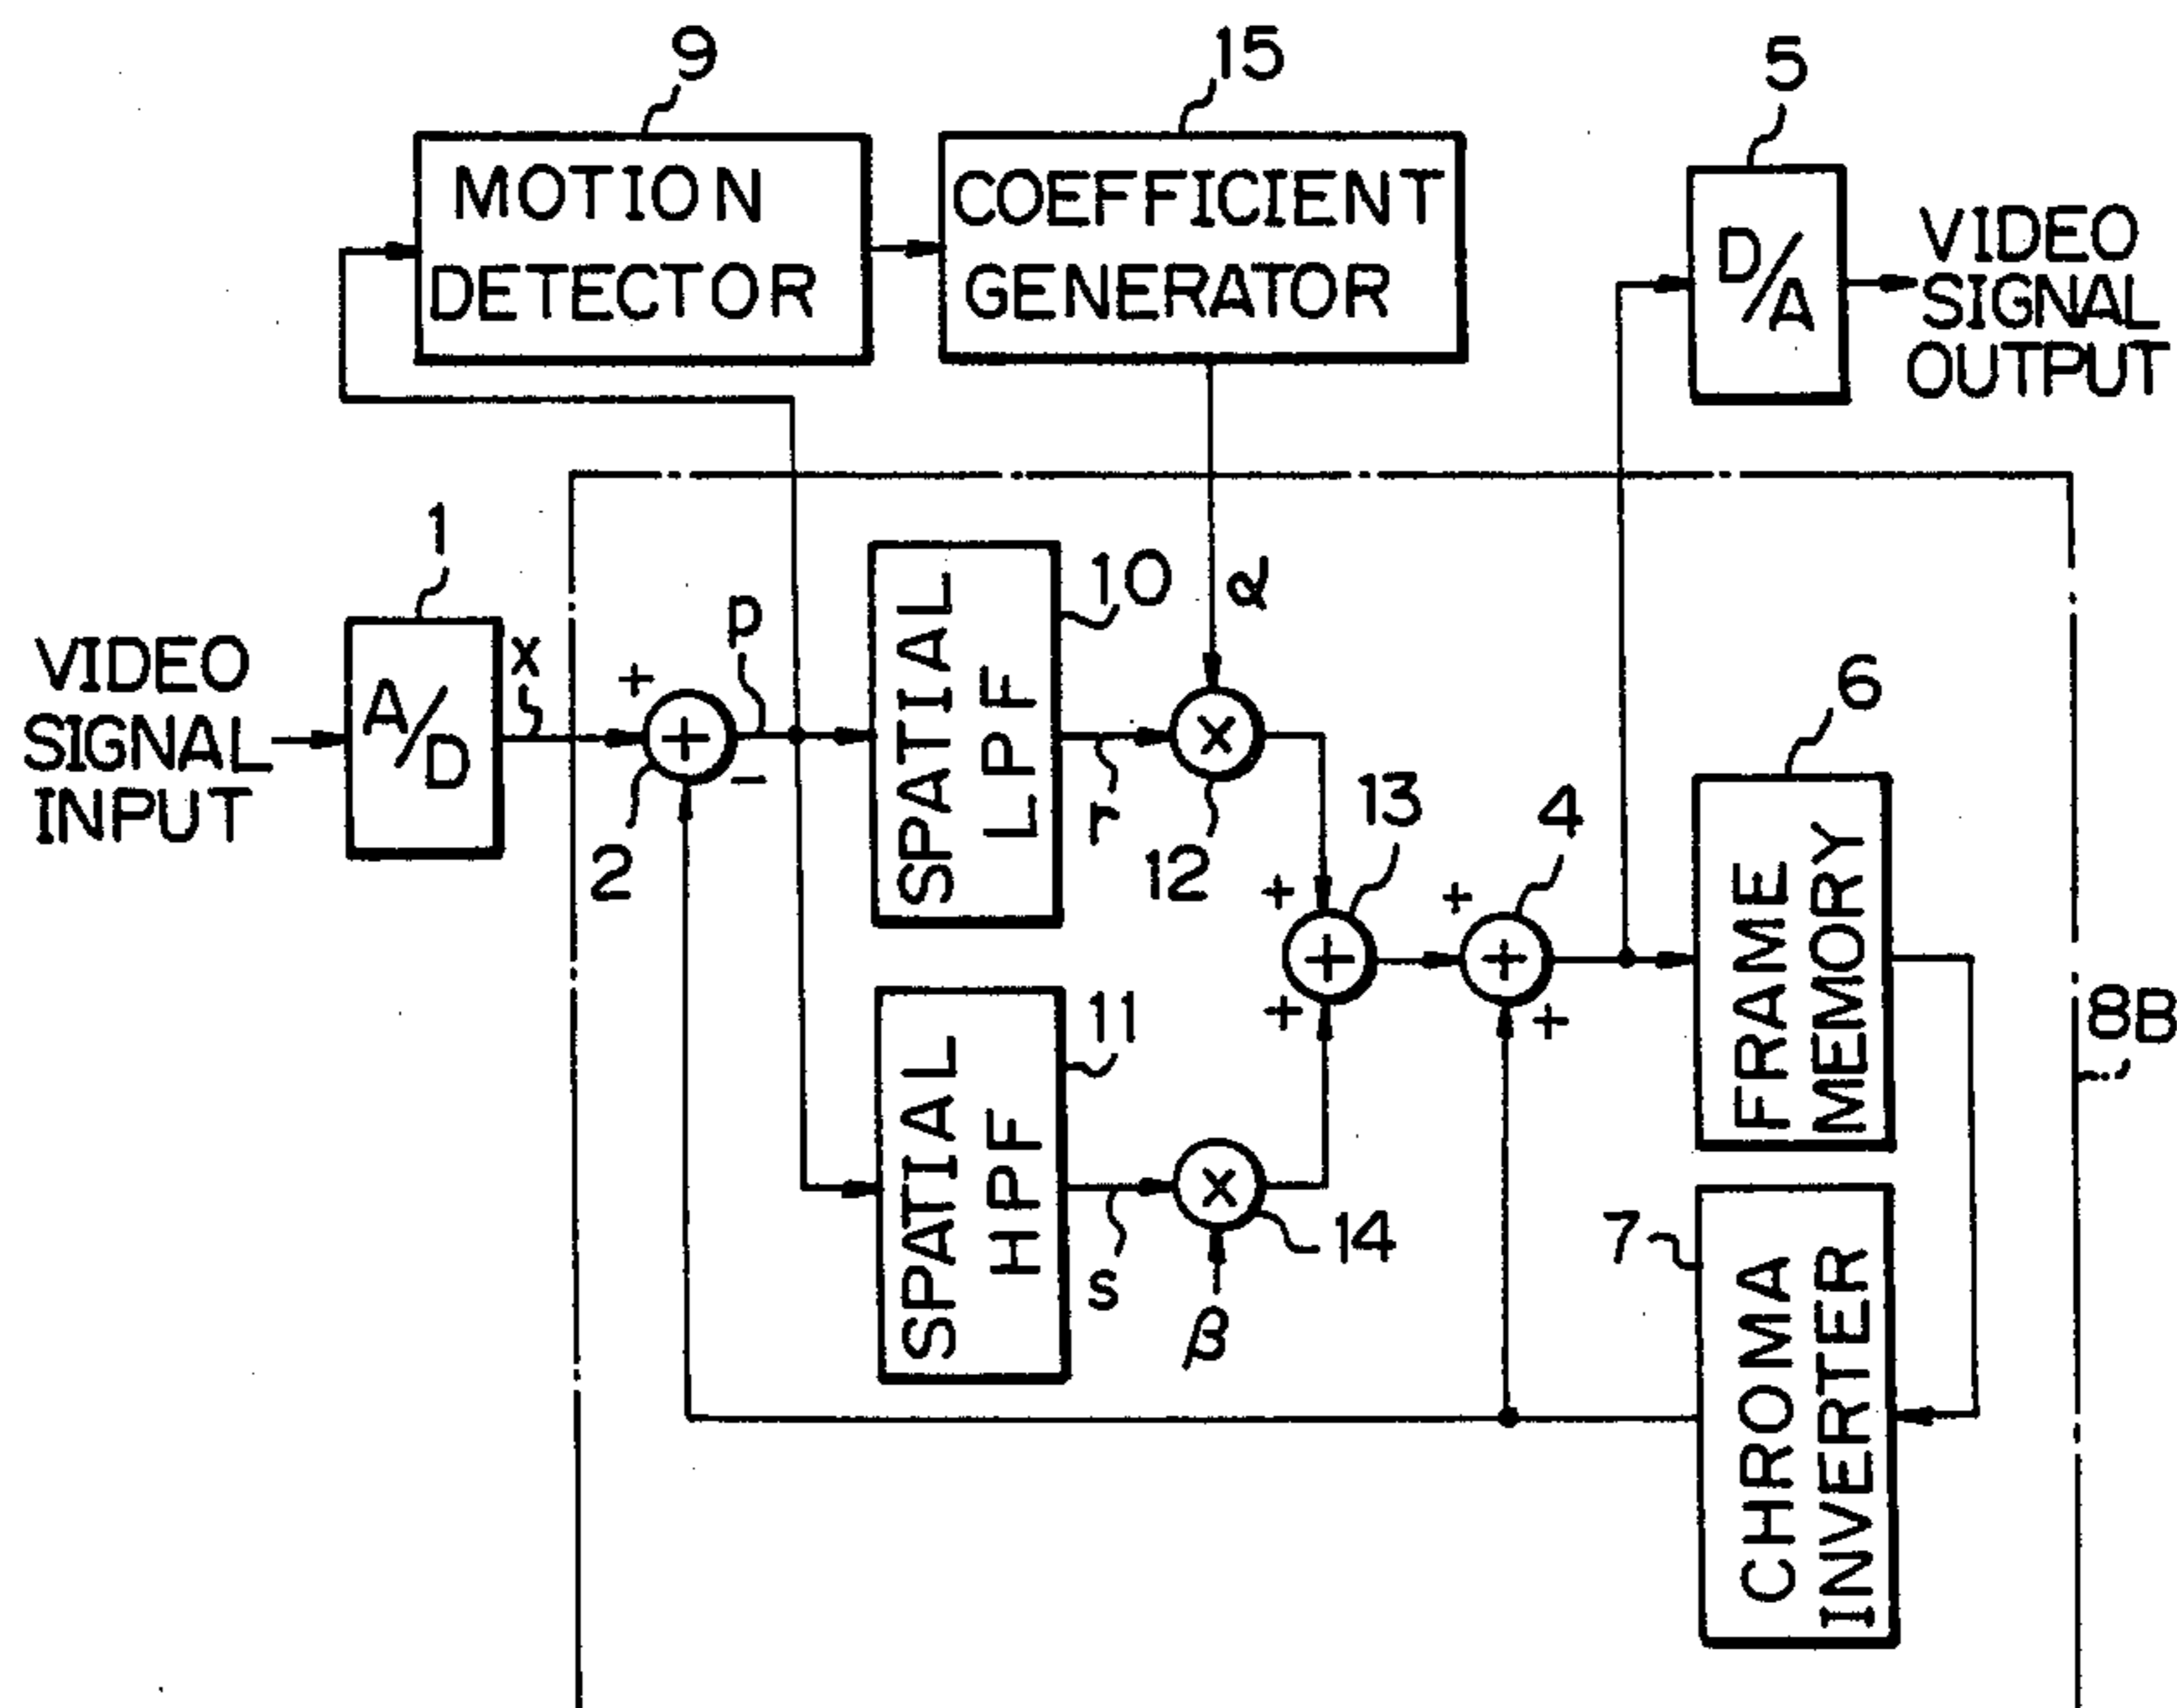 9
15
5
MOTION
DETECTOR
COEFFICIENT
GENERATOR
D/A
VIDEO
SIGNAL
OUTPUT
1
VIDEO
SIGNAL
INPUT
A/D
x
+
+
-
p
2
SPATIAL
LPF
10
r
α
×
12
+
+
+
13
+
+
+
4
6
FRAME
MEMORY
8B
SPATIAL
HPF
11
s
×
14
β
7
CHROMA
INVERTER